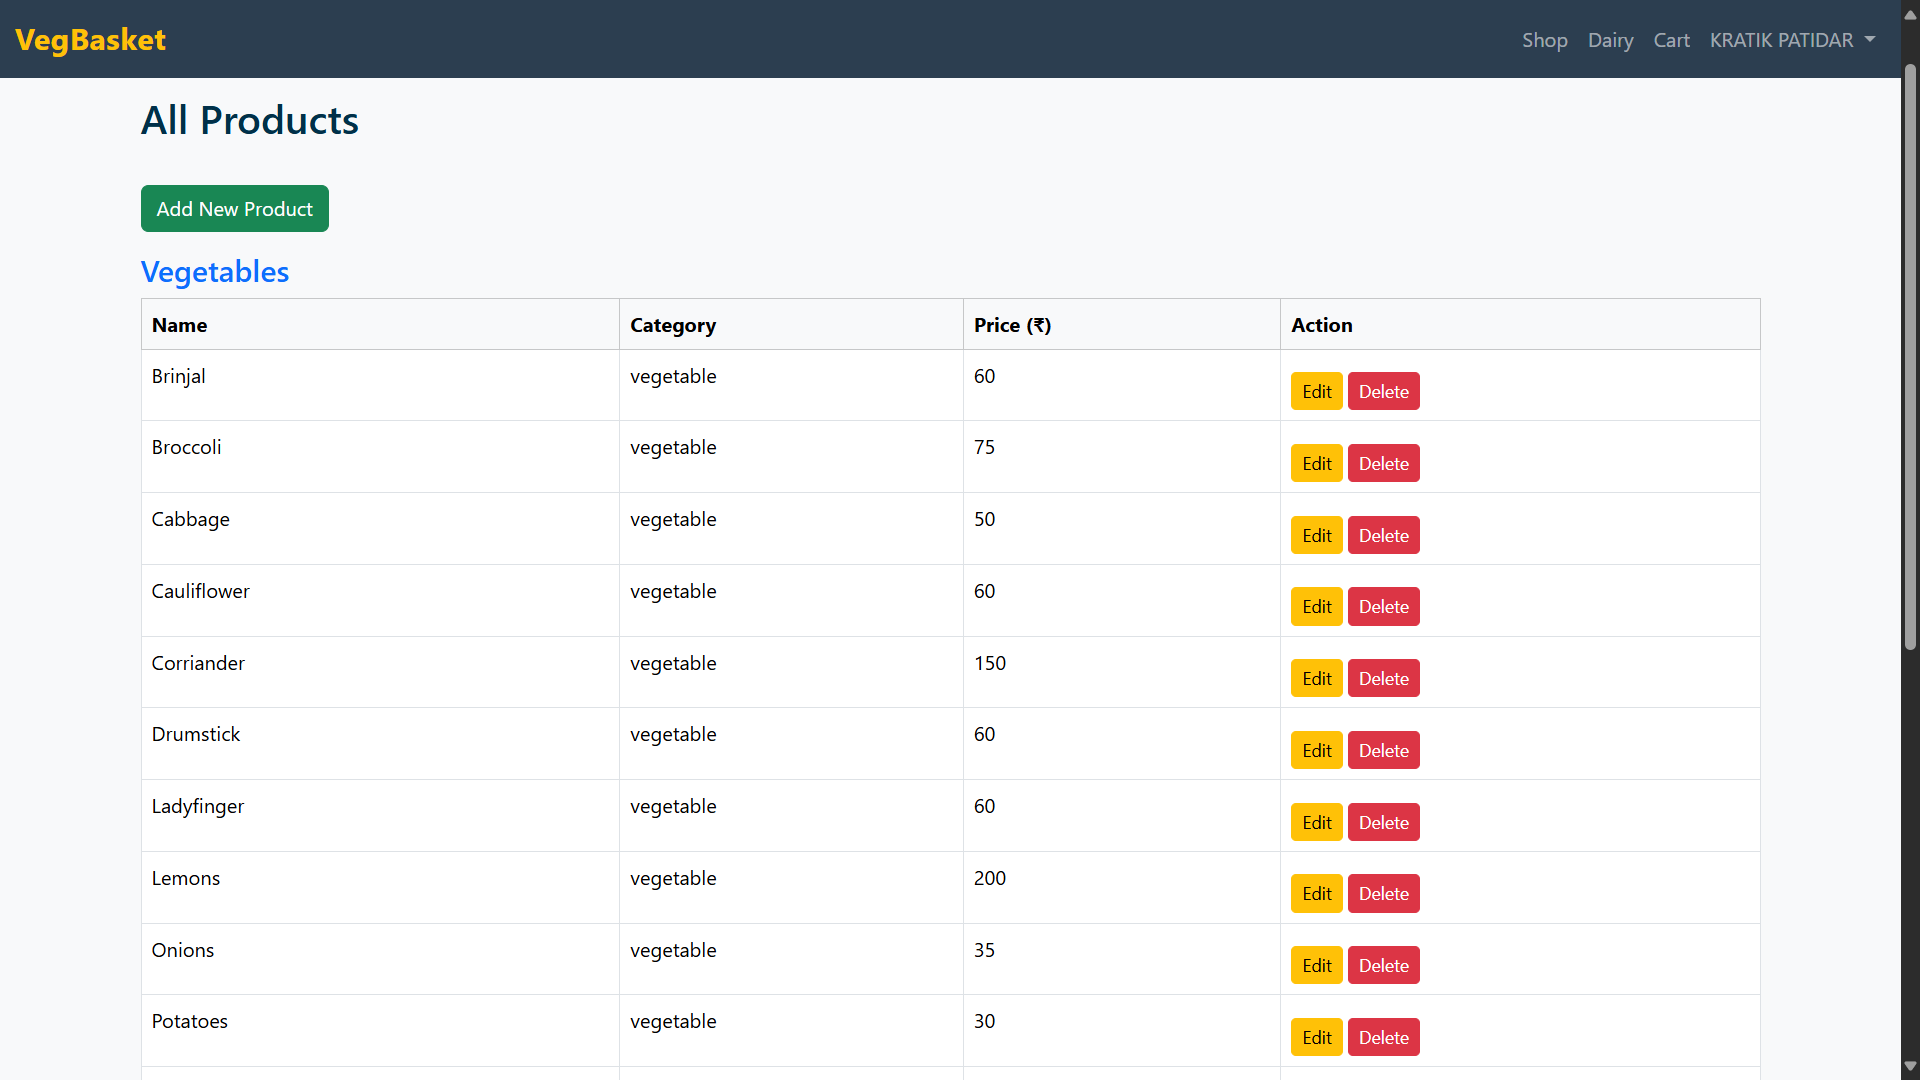 VegBasket Shop Dairy Cart KRATIK PATIDAR
All Products
Add New Product
Vegetables
Name Category Price (₹) Action
Brinjal vegetable 60 Edit Delete
Broccoli vegetable 75 Edit Delete
Cabbage vegetable 50 Edit Delete
Cauliflower vegetable 60 Edit Delete
Corriander vegetable 150 Edit Delete
Drumstick vegetable 60 Edit Delete
Ladyfinger vegetable 60 Edit Delete
Lemons vegetable 200 Edit Delete
Onions vegetable 35 Edit Delete
Potatoes vegetable 30 Edit Delete